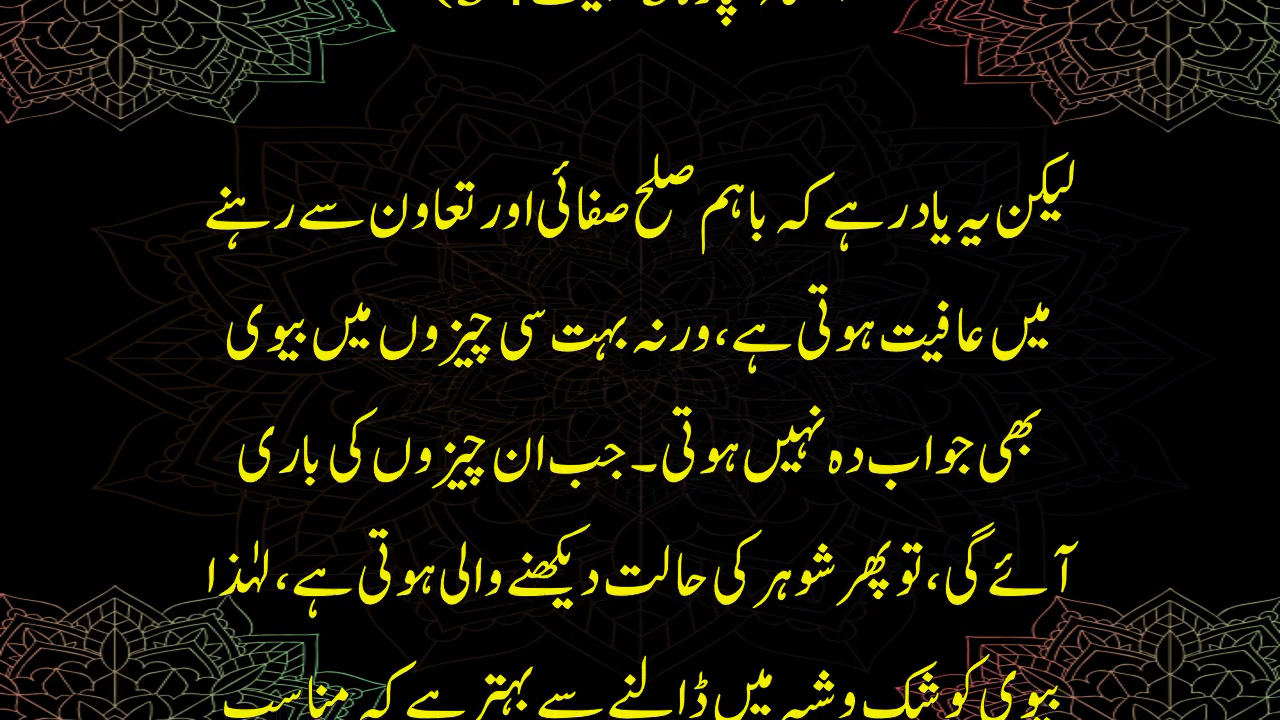 لیکن یہ یاد رہے کہ باہم صلح صفائی اور تعاون سے رہنے
میں عافیت ہوتی ہے، ورنہ بہت سی چیزوں میں بیوی
بھی جواب دہ نہیں ہوتی۔ جب ان چیزوں کی باری
آئے گی، تو پھر شوہر کی حالت دیکھنے والی ہوتی ہے، لہٰذا
بیوی کو شک و شبہ میں ڈالنے سے بہتر ہے کہ مناسب